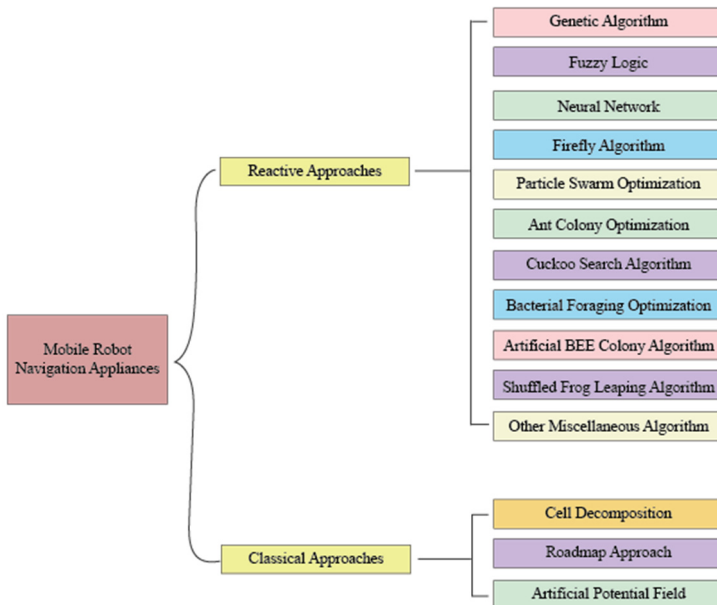 Genetic Algorithm
Fuzzy Logic
Neural Network
Firefly Algorithm
Reactive Approaches
Particle Swarm Optimization
Ant Colony Optimization
Cuckoo Search Algorithm
Bacterial Foraging Optimization
Mobile Robot
Navigation Appliances
Artificial BEE Colony Algorithm
Shuffled Frog Leaping Algorithm
Other Miscellaneous Algorithm
Cell Decomposition
Classical Approaches
Roadmap Approach
Artificial Potential Field